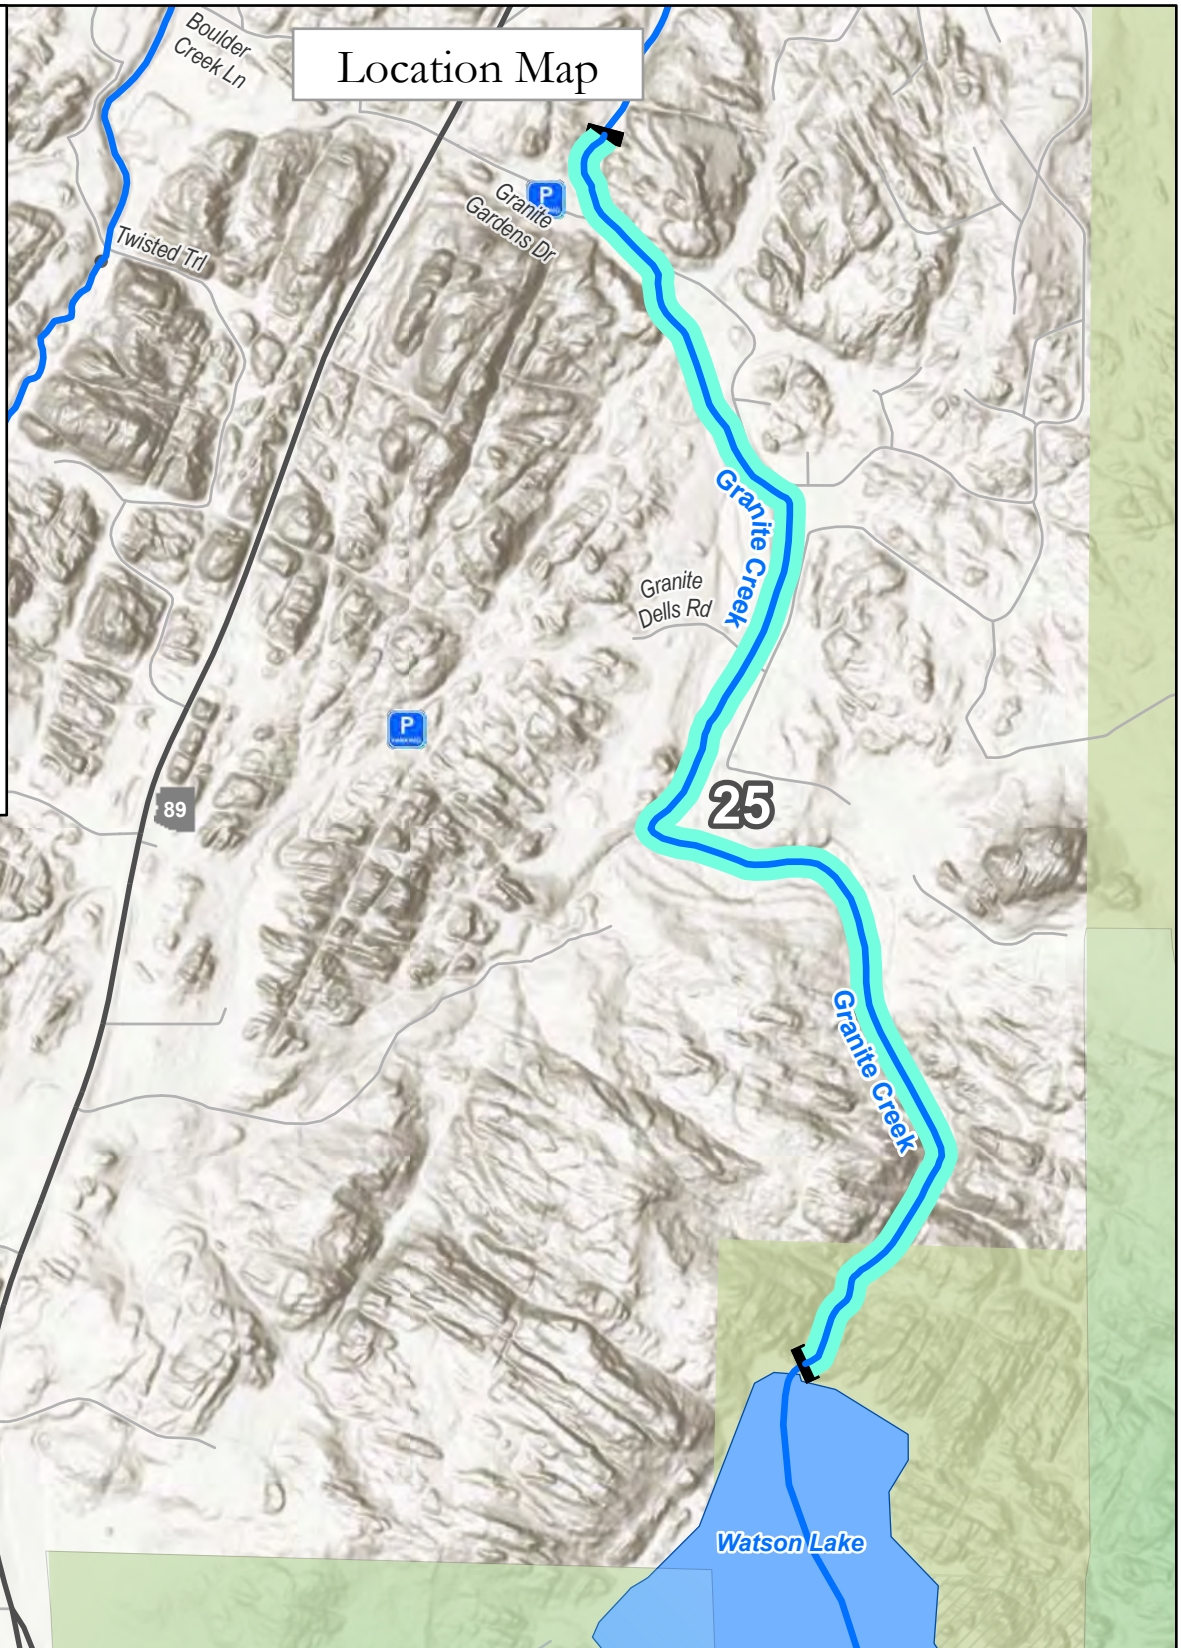 Boulder
Creek Ln
Location Map
P
Granite
Gardens Dr
Twisted Trl
Granite Creek
Granite
Dells Rd
P
25
89
Granite Creek
Watson Lake